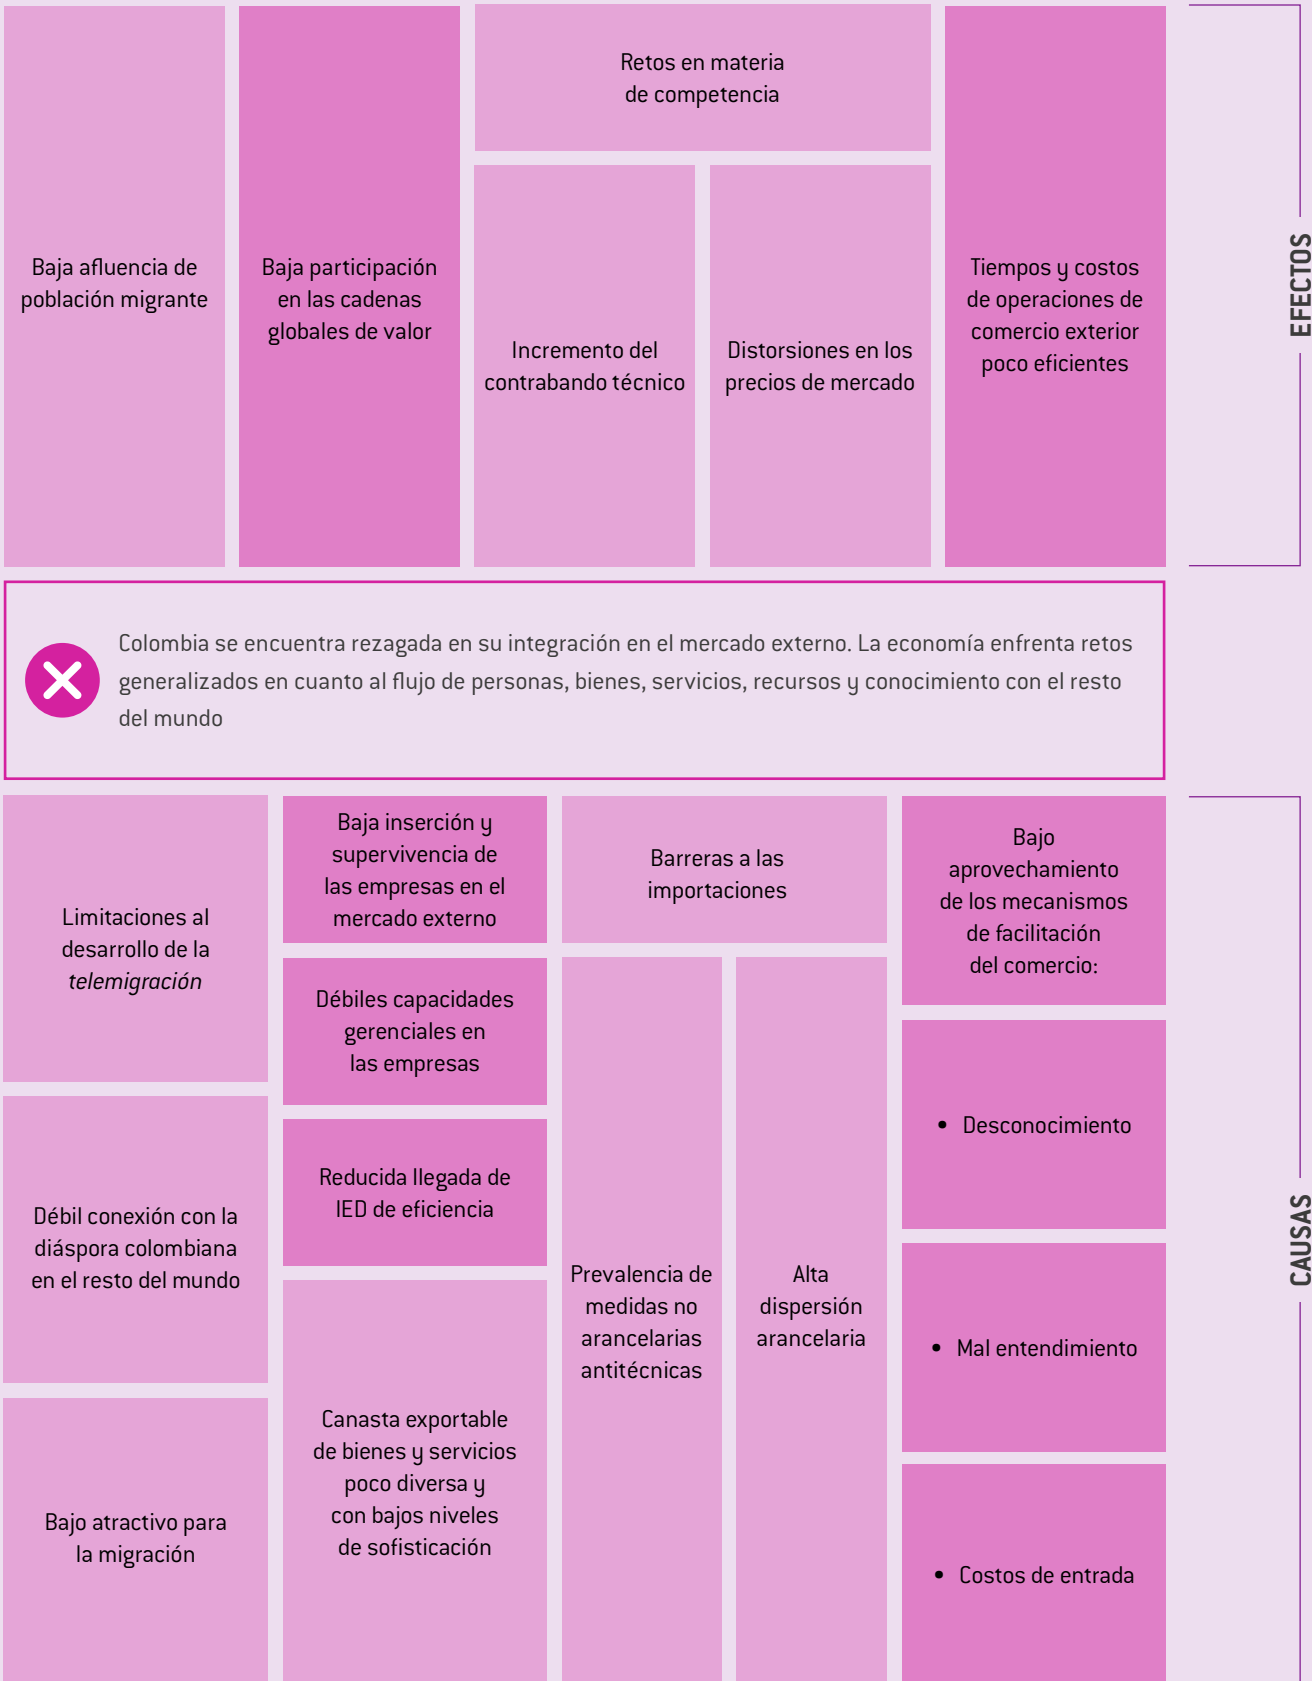 Baja afluencia de
población migrante
Baja participación
en las cadenas
globales de valor
Retos en materia
de competencia
Incremento del
contrabando técnico
Distorsiones en los
precios de mercado
Tiempos y costos
de operaciones de
comercio exterior
poco eficientes
EFECTOS
Colombia se encuentra rezagada en su integración en el mercado externo. La economía enfrenta retos
generalizados en cuanto al flujo de personas, bienes, servicios, recursos y conocimiento con el resto
del mundo
Limitaciones al
desarrollo de la
telemigración
Débil conexión con la
diáspora colombiana
en el resto del mundo
Bajo atractivo para
la migración
Baja inserción y
supervivencia de
las empresas en el
mercado externo
Débiles capacidades
gerenciales en
las empresas
Reducida llegada de
IED de eficiencia
Canasta exportable
de bienes y servicios
poco diversa y
con bajos niveles
de sofisticación
Barreras a las
importaciones
Prevalencia de
medidas no
arancelarias
antitécnicas
Alta
dispersión
arancelaria
Bajo
aprovechamiento
de los mecanismos
de facilitación
del comercio:
• Desconocimiento
• Mal entendimiento
• Costos de entrada
CAUSAS